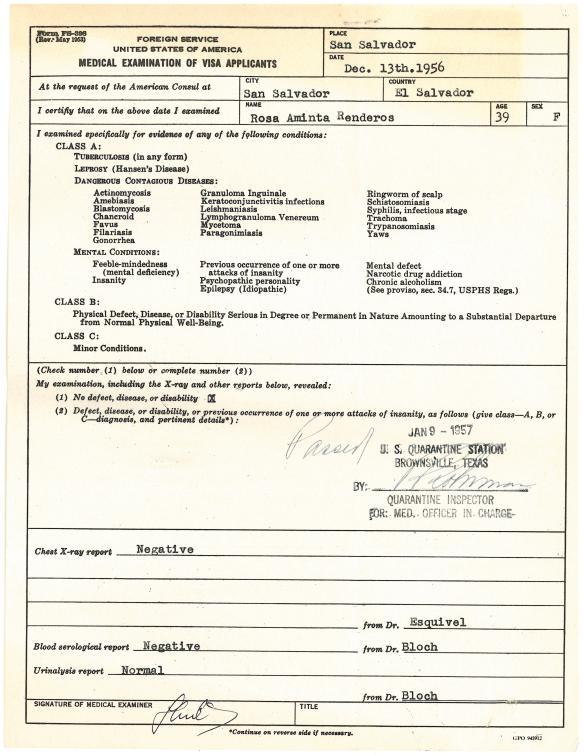 Form FS-398
(Rev. May 1953)
FOREIGN SERVICE
UNITED STATES OF AMERICA
MEDICAL EXAMINATION OF VISA APPLICANTS
PLACE
San Salvador
DATE
Dec. 13th.1956
At the request of the American Consul at
CITY
San Salvador
COUNTRY
El Salvador
I certify that on the above date I examined
NAME
Rosa Aminta Renderos
AGE
39
SEX
F
I examined specifically for evidence of any of the following conditions:
CLASS A:
TUBERCULOSIS (in any form)
LEPROSY (Hansen's Disease)
DANGEROUS CONTAGIOUS DISEASES:
Actinomycosis
Amebiasis
Blastomycosis
Chancroid
Favus
Filariasis
Gonorrhea
Granuloma Inguinale
Keratoconjunctivitis infections
Leishmaniasis
Lymphogranuloma Venereum
Mycetoma
Paragonimiasis
Ringworm of scalp
Schistosomiasis
Syphilis, infectious stage
Trachoma
Trypanosomiasis
Yaws
MENTAL CONDITIONS:
Feeble-mindedness
(mental deficiency)
Insanity
Previous occurrence of one or more
attacks of insanity
Psychopathic personality
Epilepsy (Idiopathic)
Mental defect
Narcotic drug addiction
Chronic alcoholism
(See proviso, sec. 34.7, USPHS Regs.)
CLASS B:
Physical Defect, Disease, or Disability Serious in Degree or Permanent in Nature Amounting to a Substantial Departure
from Normal Physical Well-Being.
CLASS C:
Minor Conditions.
(Check number (1) below or complete number (2))
My examination, including the X-ray and other reports below, revealed:
(1) No defect, disease, or disability X
(2) Defect, disease, or disability, or previous occurrence of one or more attacks of insanity, as follows (give class—A, B, or
C—diagnosis, and pertinent details*):
Passed
JAN 9 - 1957
U. S. QUARANTINE STATION
BROWNSVILLE, TEXAS
BY:
QUARANTINE INSPECTOR
FOR: MED. OFFICER IN CHARGE
Chest X-ray report Negative
from Dr. Esquivel
Blood serological report Negative
from Dr. Bloch
Urinalysis report Normal
from Dr. Bloch
SIGNATURE OF MEDICAL EXAMINER
TITLE
*Continue on reverse side if necessary.
GPO